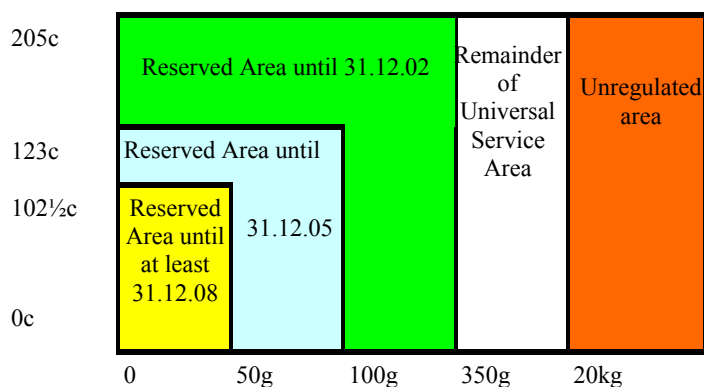 205c
Reserved Area until 31.12.02
Remainder
of
Universal
Service
Area
Unregulated
area
123c
Reserved Area until
31.12.05
102½c
Reserved
Area until
at least
31.12.08
0c
0
50g
100g
350g
20kg